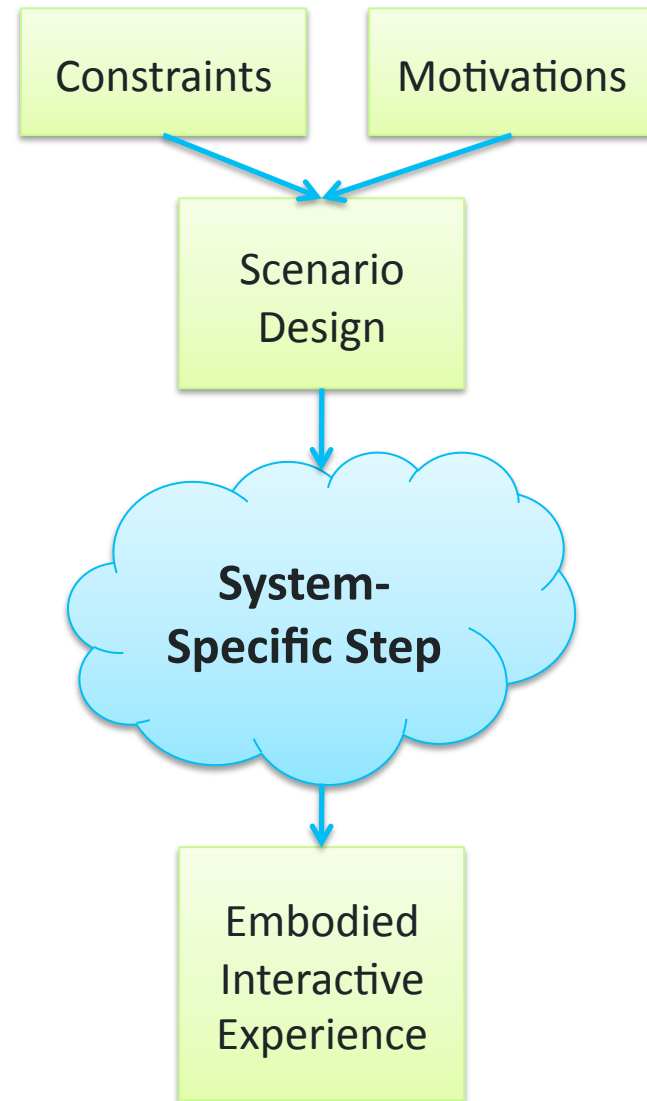 Constraints
Motivations
Scenario
Design
System-
Specific Step
Embodied
Interactive
Experience